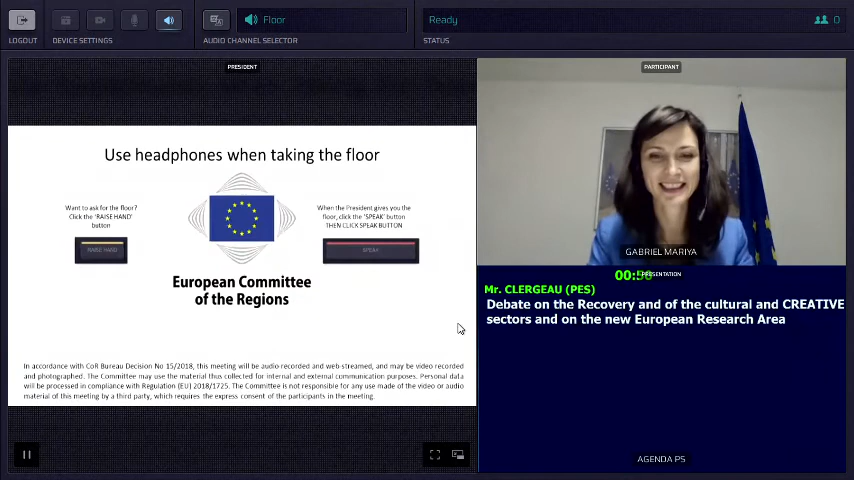 Floor
Ready
0
LOGOUT
DEVICE SETTINGS
AUDIO CHANNEL SELECTOR
STATUS
PRESIDENT
Use headphones when taking the floor
Want to ask for the floor?
Click the 'RAISE HAND'
button
RAISE HAND
When the President gives you the
floor, click the 'SPEAK' button
THEN CLICK SPEAK BUTTON
SPEAK
European Committee
of the Regions
In accordance with CoR Bureau Decision No 15/2018, this meeting will be audio recorded and web-streamed, and may be video recorded
and photographed. The Committee may use the material thus collected for internal and external communication purposes. Personal data
will be processed in compliance with Regulation (EU) 2018/1725. The Committee is not responsible for any use made of the video or audio
material of this meeting by a third party, which requires the express consent of the participants in the meeting.
PARTICIPANT
GABRIEL MARIYA
PRESENTATION
Mr. CLERGEAU (PES)
Debate on the Recovery and of the cultural and CREATIVE
sectors and on the new European Research Area
AGENDA PS